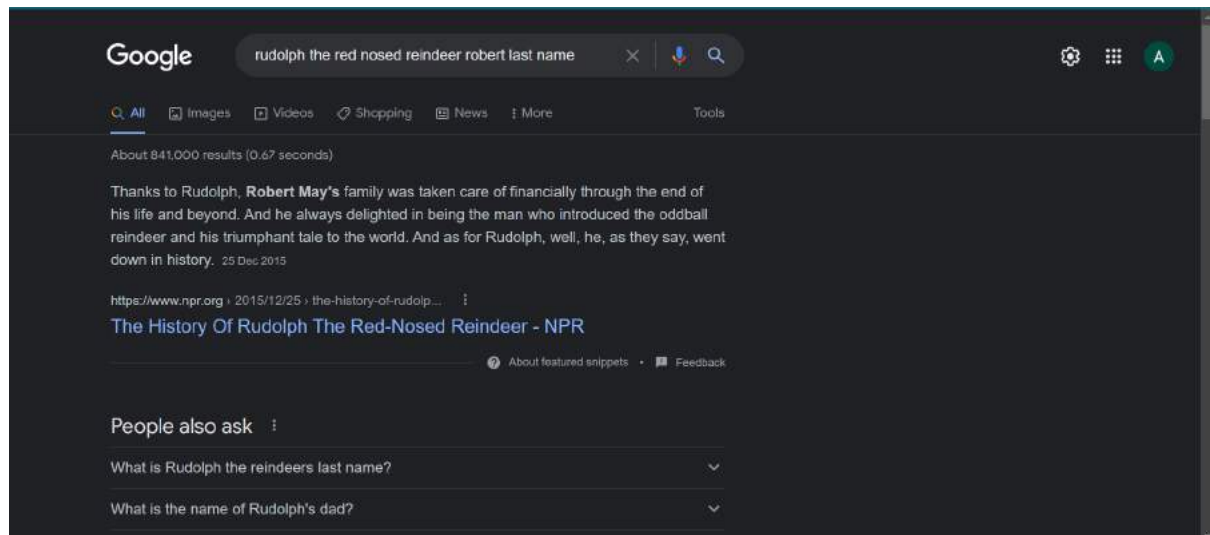 Google
rudolph the red nosed reindeer robert last name
A
All Images Videos Shopping News More Tools
About 841,000 results (0.67 seconds)
Thanks to Rudolph, Robert May's family was taken care of financially through the end of
his life and beyond. And he always delighted in being the man who introduced the oddball
reindeer and his triumphant tale to the world. And as for Rudolph, well, he, as they say, went
down in history. 25 Dec 2015
https://www.npr.org › 2015/12/25 › the-history-of-rudolp...
The History Of Rudolph The Red-Nosed Reindeer - NPR
About featured snippets • Feedback
People also ask
What is Rudolph the reindeers last name?
What is the name of Rudolph's dad?